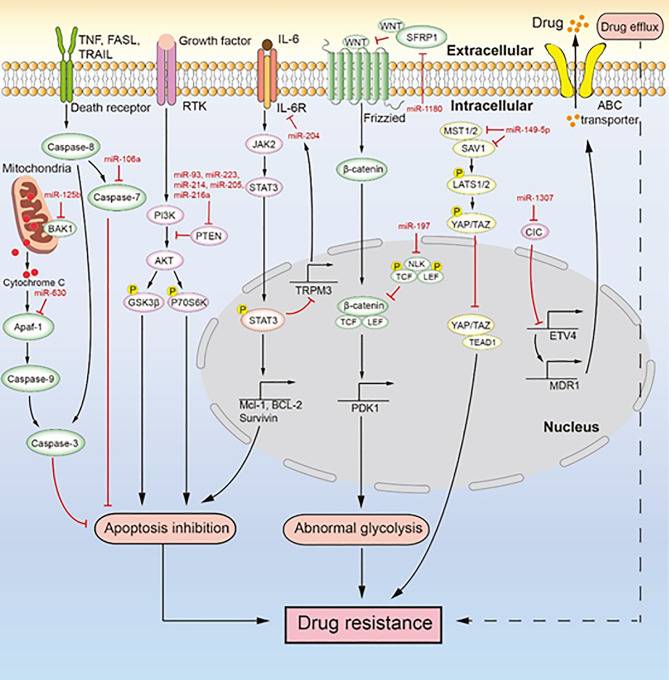 TNF, FASL,
TRAIL
Death receptor
Growth factor
RTK
IL-6
IL-6R
miR-204
WNT
WNT
SFRP1
miR-1180
Frizzied
Extracellular
Intracellular
Drug
Drug efflux
ABC
transporter
Caspase-8
miR-106a
Caspase-7
Mitochondria
miR-125b
BAK1
Cytochrome C
miR-630
Apaf-1
Caspase-9
Caspase-3
miR-93, miR-223,
miR-214, miR-205,
miR-216a
PI3K
PTEN
AKT
P
GSK3β
P
P70S6K
JAK2
STAT3
TRPM3
P
STAT3
Mcl-1, BCL-2
Survivin
β-catenin
miR-197
P
NLK
P
TCF
LEF
β-catenin
TCF
LEF
PDK1
MST1/2
miR-149-5p
SAV1
P
LATS1/2
P
YAP/TAZ
YAP/TAZ
TEAD1
miR-1307
CIC
ETV4
MDR1
Nucleus
Apoptosis inhibition
Abnormal glycolysis
Drug resistance